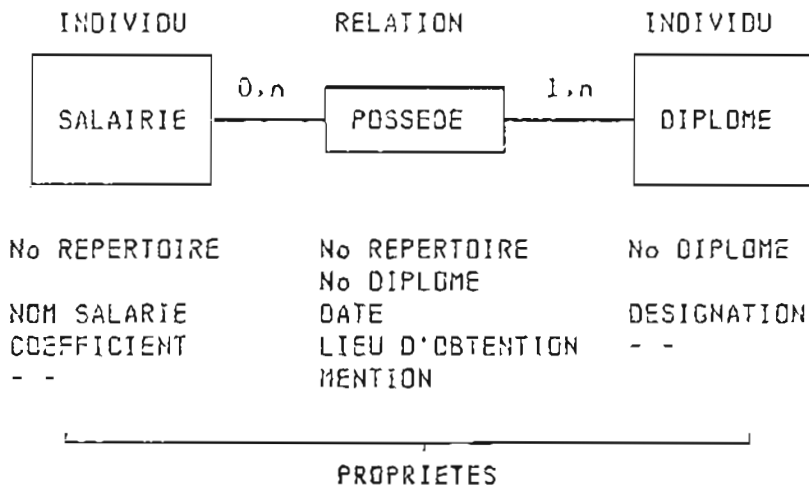 INDIVIDU RELATION INDIVIDU
0,n 1,n
SALAIRIE POSSEDE DIPLOME
No REPERTOIRE No REPERTOIRE No DIPLOME
No DIPLOME
NOM SALARIE DATE DESIGNATION
COEFFICIENT LIEU D'OBTENTION - -
- - MENTION
PROPRIETES